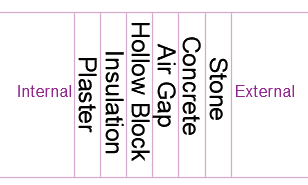 Internal
Plaster
Insulation
Hollow Block
Air Gap
Concrete
Stone
External